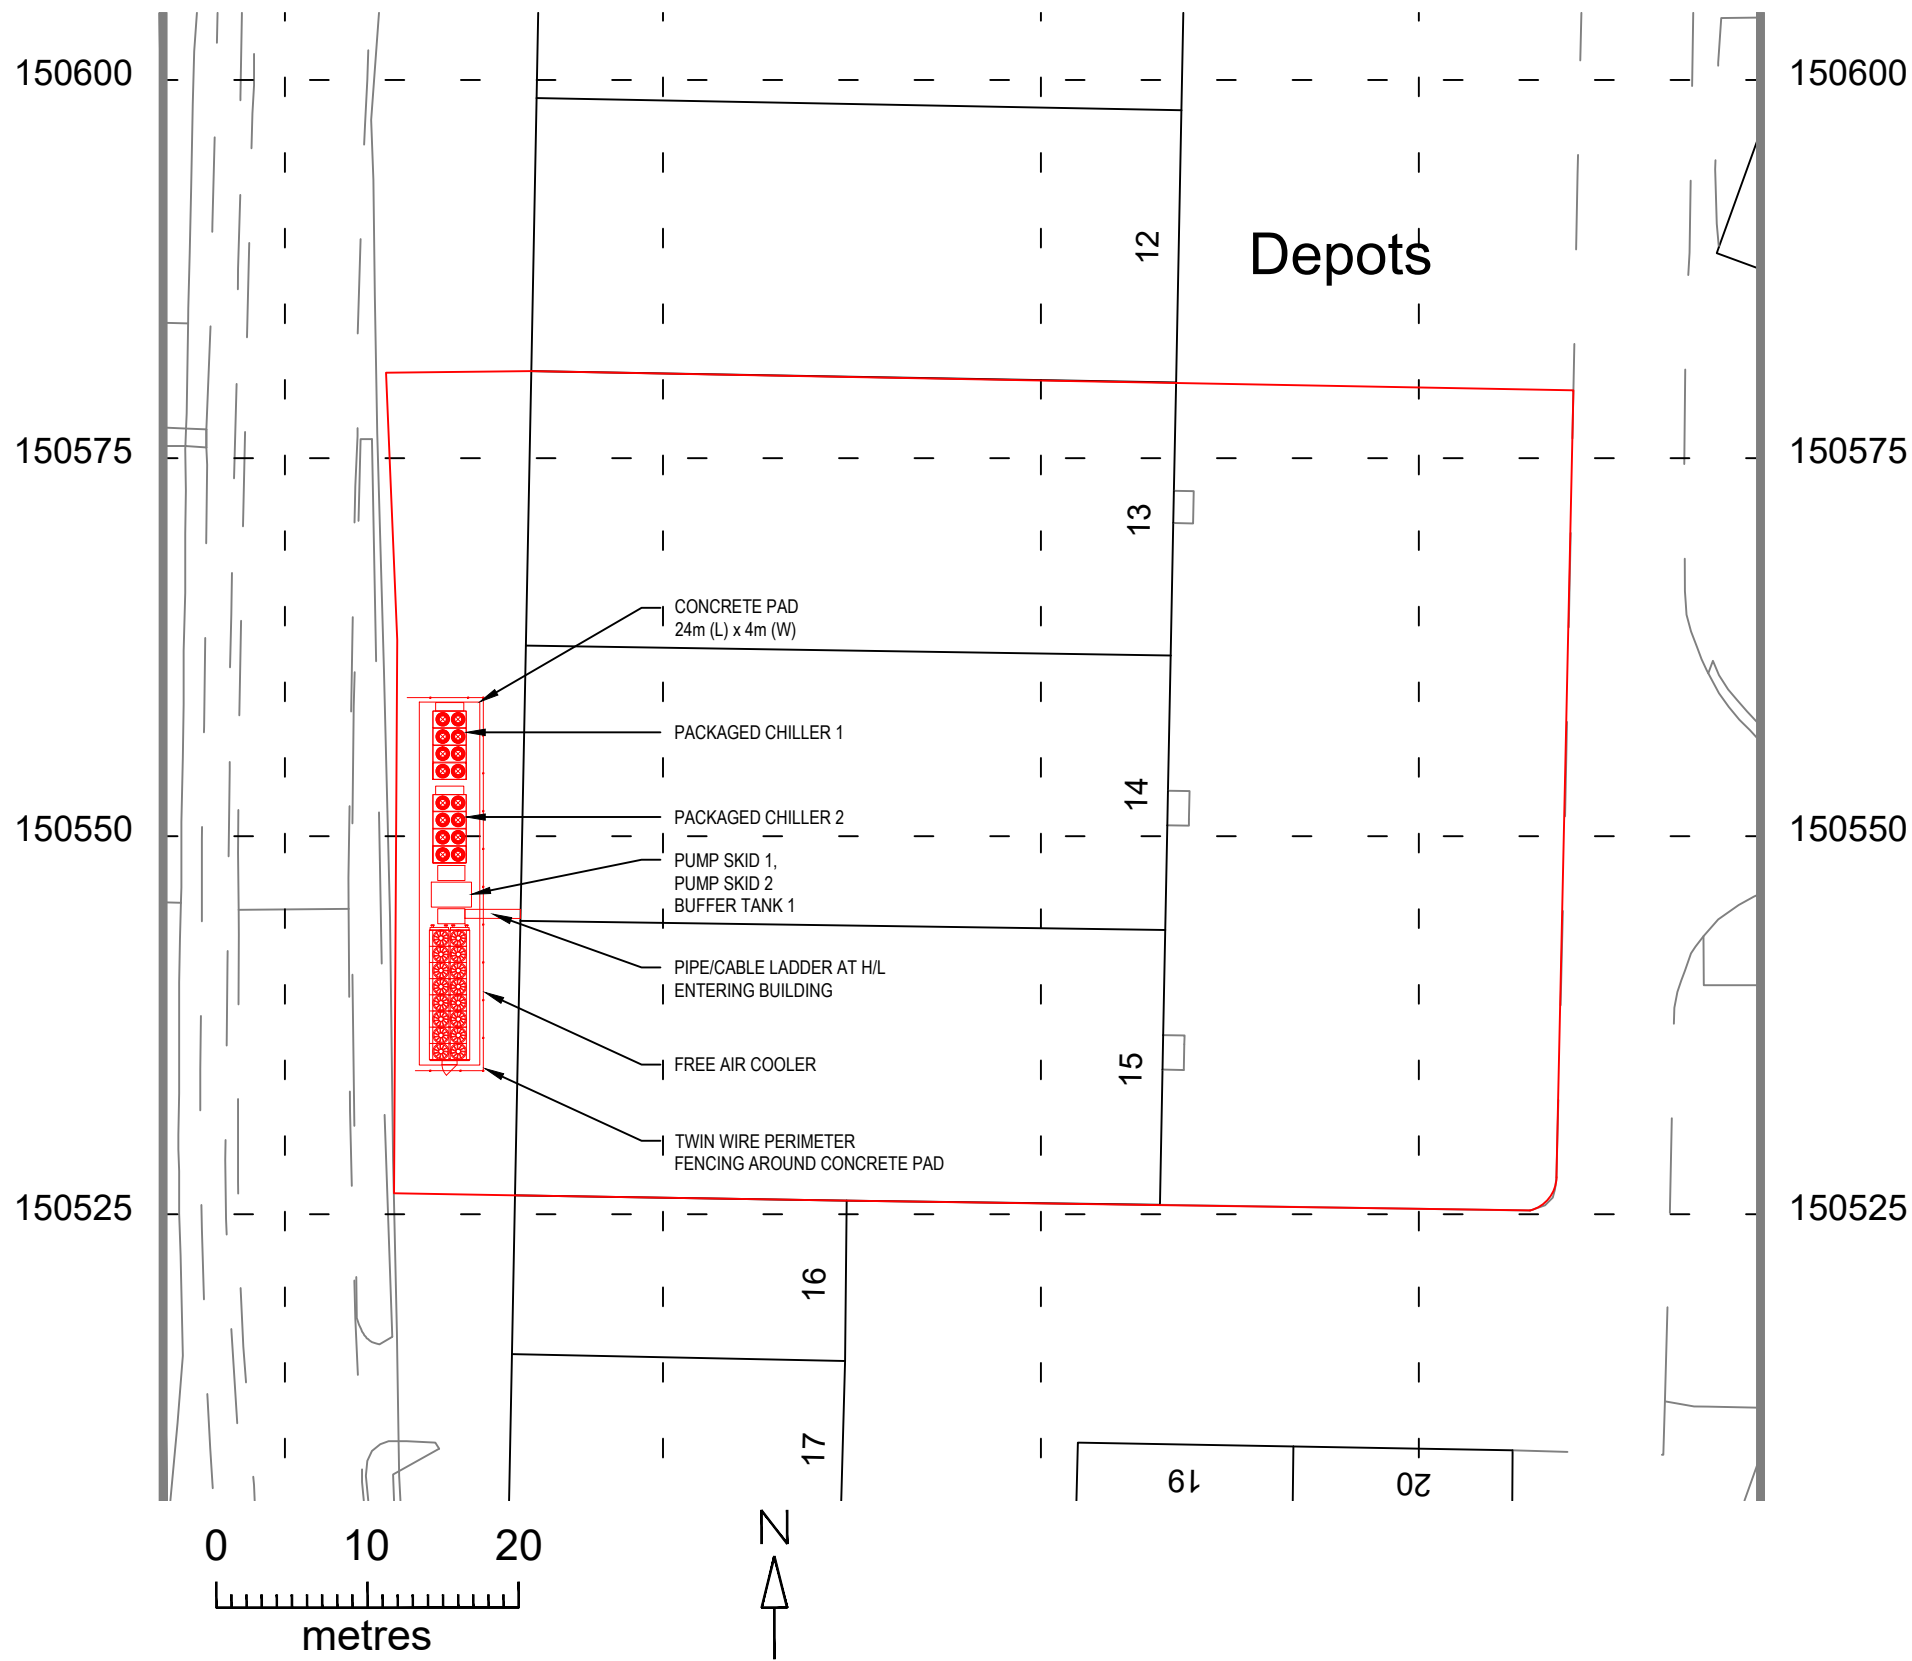 150600
150600
12
Depots
150575
150575
13
CONCRETE PAD
24m (L) x 4m (W)
PACKAGED CHILLER 1
14
PACKAGED CHILLER 2
150550
150550
PUMP SKID 1,
PUMP SKID 2
BUFFER TANK 1
PIPE/CABLE LADDER AT H/L
ENTERING BUILDING
15
FREE AIR COOLER
TWIN WIRE PERIMETER
FENCING AROUND CONCRETE PAD
150525
150525
16
17
19
20
0 10 20
metres
N